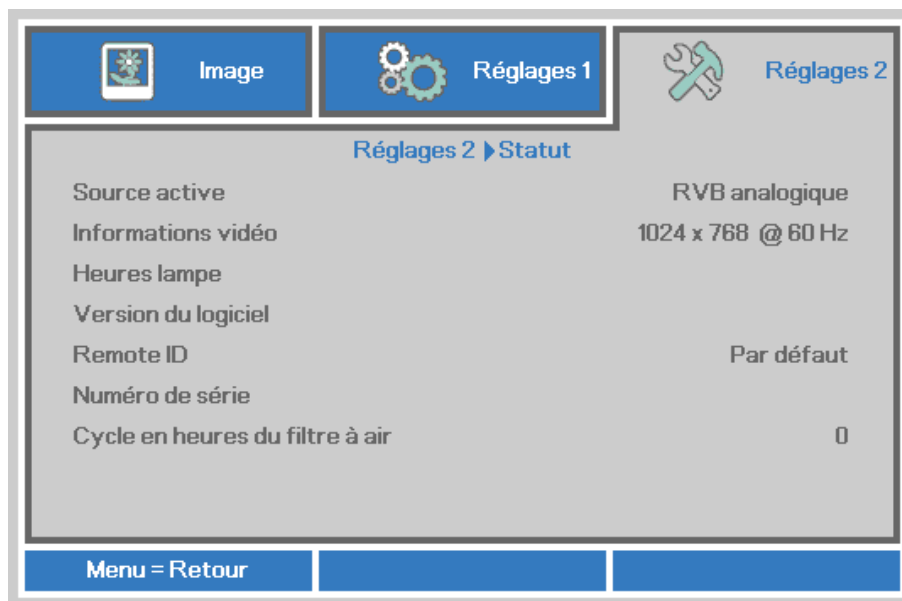 Image
Réglages 1
Réglages 2
Réglages 2 ▶ Statut
Source active RVB analogique
Informations vidéo 1024 x 768 @ 60 Hz
Heures lampe
Version du logiciel
Remote ID Par défaut
Numéro de série
Cycle en heures du filtre à air 0
Menu = Retour